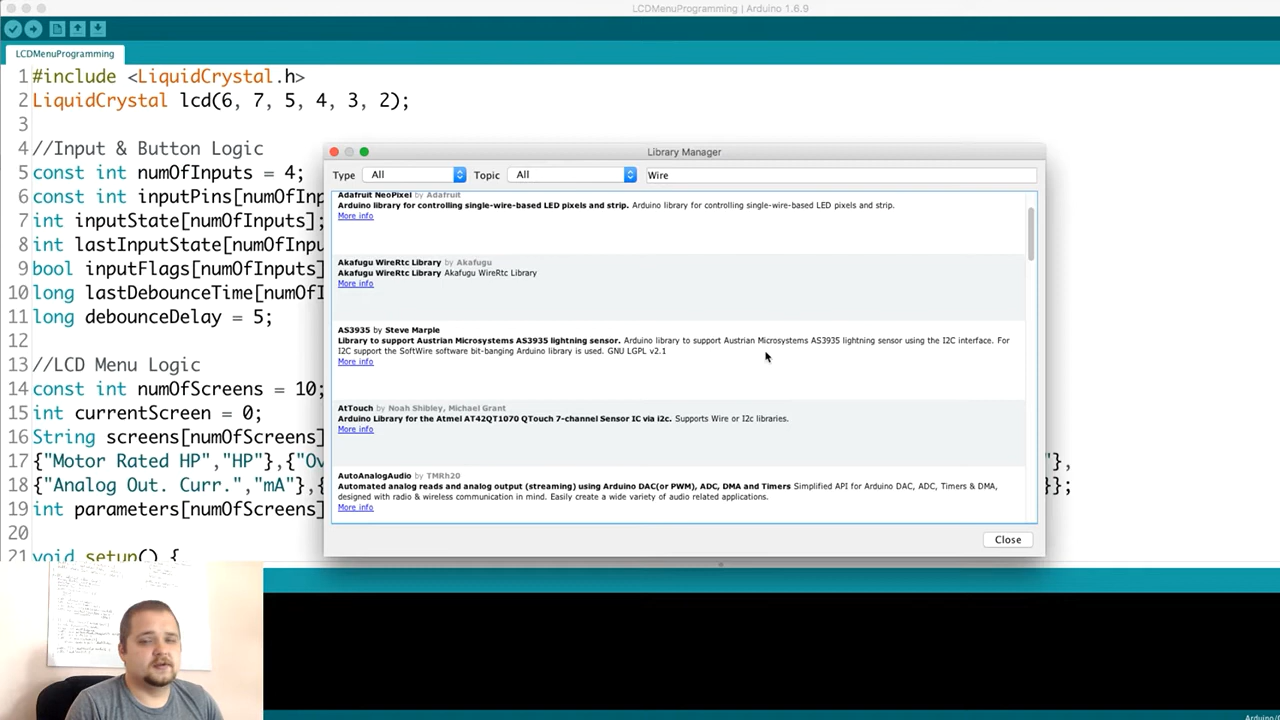 LCDMenuProgramming | Arduino 1.6.9
LCDMenuProgramming
1 #include <LiquidCrystal.h>
2 LiquidCrystal lcd(6, 7, 5, 4, 3, 2);
3
4 //Input & Button Logic
5 const int numOfInputs = 4;
6 const int inputPins[numOfInp
7 int inputState[numOfInputs];
8 int lastInputState[numOfInpu
9 bool inputFlags[numOfInputs]
10 long lastDebounceTime[numOfI
11 long debounceDelay = 5;
12
13 //LCD Menu Logic
14 const int numOfScreens = 10;
15 int currentScreen = 0;
16 String screens[numOfScreens]
17 {"Motor Rated HP","HP"},{"Ov "},
18 {"Analog Out. Curr.","mA"},{ }};
19 int parameters[numOfScreens]
20
21 void setup() {
Library Manager
Type All Topic All Wire
Adafruit NeoPixel by Adafruit
Arduino library for controlling single-wire-based LED pixels and strip. Arduino library for controlling single-wire-based LED pixels and strip.
More info
Akafugu WireRtc Library by Akafugu
Akafugu WireRtc Library Akafugu WireRtc Library
More info
AS3935 by Steve Marple
Library to support Austrian Microsystems AS3935 lightning sensor. Arduino library to support Austrian Microsystems AS3935 lightning sensor using the I2C interface. For
I2C support the SoftWire software bit-banging Arduino library is used. GNU LGPL v2.1
More info
AtTouch by Noah Shibley, Michael Grant
Arduino Library for the Atmel AT42QT1070 QTouch 7-channel Sensor IC via i2c. Supports Wire or I2c libraries.
More info
AutoAnalogAudio by TMRh20
Automated analog reads and analog output (streaming) using Arduino DAC(or PWM), ADC, DMA and Timers Simplified API for Arduino DAC, ADC, Timers & DMA,
designed with radio & wireless communication in mind. Easily create a wide variety of audio related applications.
More info
Close